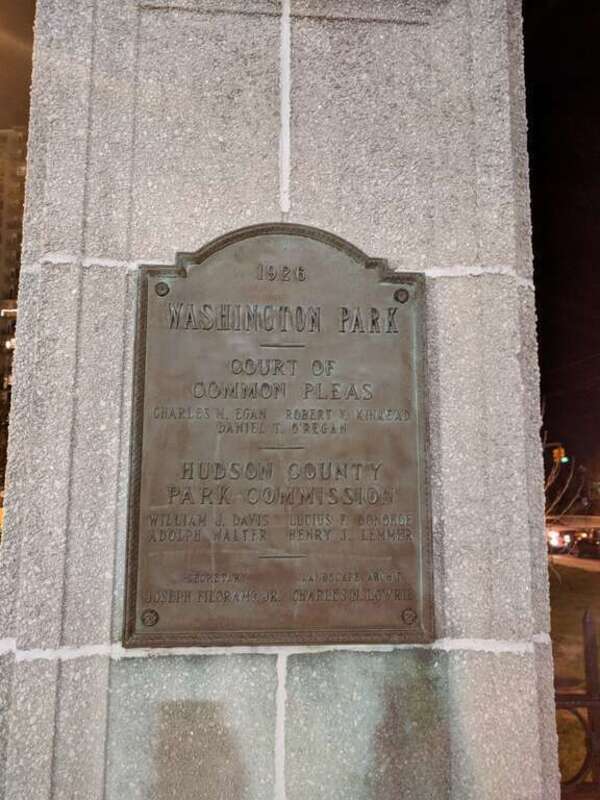 1926
WASHINGTON PARK
COURT OF
COMMON PLEAS
CHARLES M. EGAN ROBERT V. KINKEAD
DANIEL T. O'REGAN
HUDSON COUNTY
PARK COMMISSION
WILLIAM J. DAVIS LUCIUS F. DONOHOE
ADOLPH WALTER HENRY J. LEMMER
SECRETARY LANDSCAPE ARCH'T
JOSEPH FILORAMO, JR. CHARLES N. LOWRIE